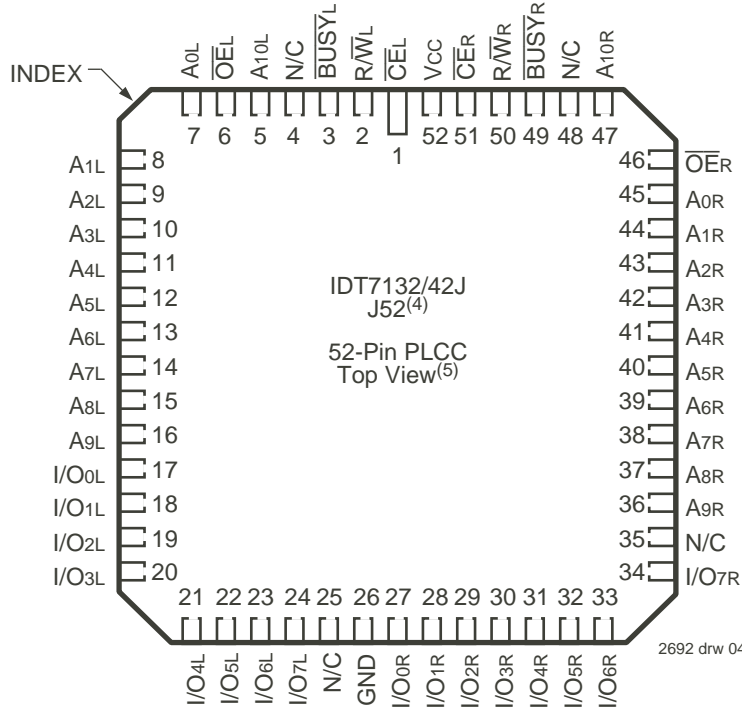 INDEX
A0L
OEL
A10L
N/C
BUSYL
R/WL
CEL
VCC
CER
R/WR
BUSYR
N/C
A10R
7 6 5 4 3 2 1 52 51 50 49 48 47
A1L 8
A2L 9
A3L 10
A4L 11
A5L 12
A6L 13
A7L 14
A8L 15
A9L 16
I/O0L 17
I/O1L 18
I/O2L 19
I/O3L 20
IDT7132/42J
J52(4)
52-Pin PLCC
Top View(5)
46 OER
45 A0R
44 A1R
43 A2R
42 A3R
41 A4R
40 A5R
39 A6R
38 A7R
37 A8R
36 A9R
35 N/C
34 I/O7R
21 22 23 24 25 26 27 28 29 30 31 32 33
I/O4L
I/O5L
I/O6L
I/O7L
N/C
GND
I/O0R
I/O1R
I/O2R
I/O3R
I/O4R
I/O5R
I/O6R
2692 drw 04